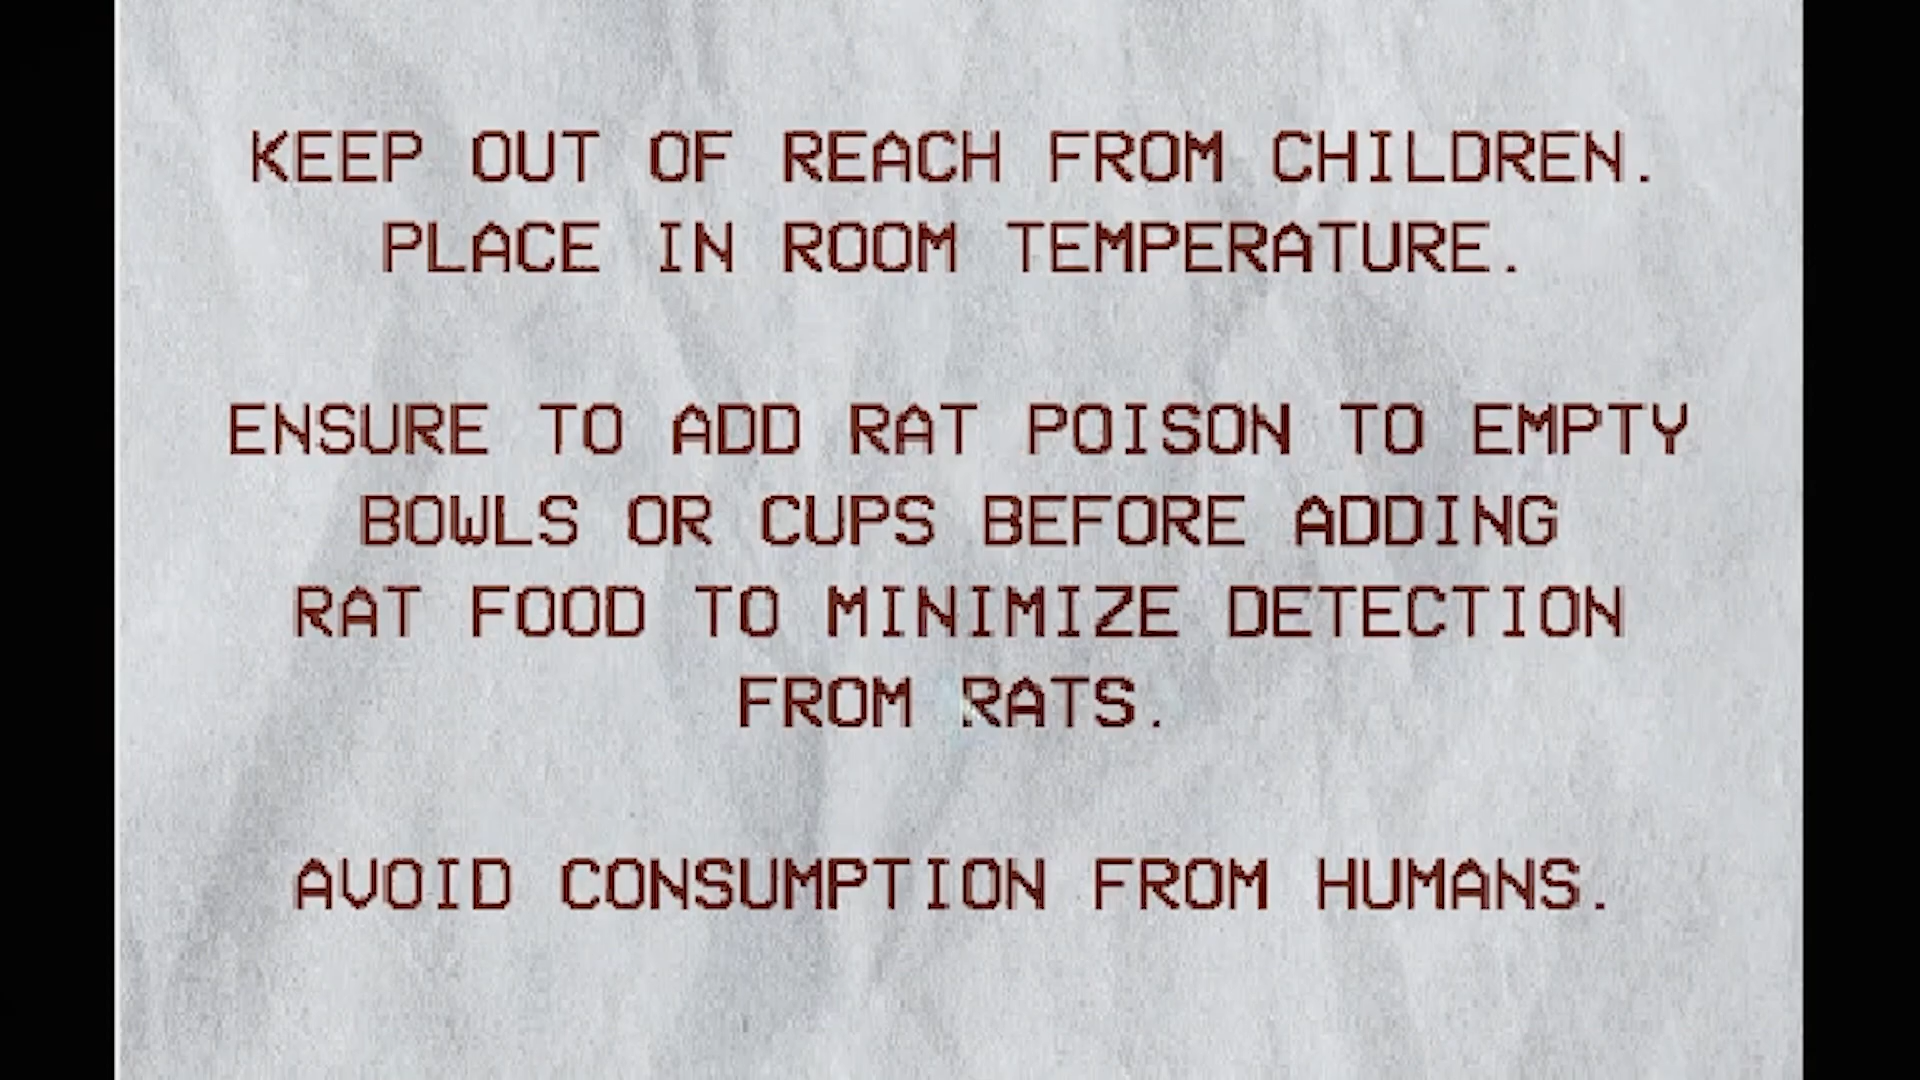 KEEP OUT OF REACH FROM CHILDREN.
PLACE IN ROOM TEMPERATURE.
ENSURE TO ADD RAT POISON TO EMPTY
BOWLS OR CUPS BEFORE ADDING
RAT FOOD TO MINIMIZE DETECTION
FROM RATS.
AVOID CONSUMPTION FROM HUMANS.